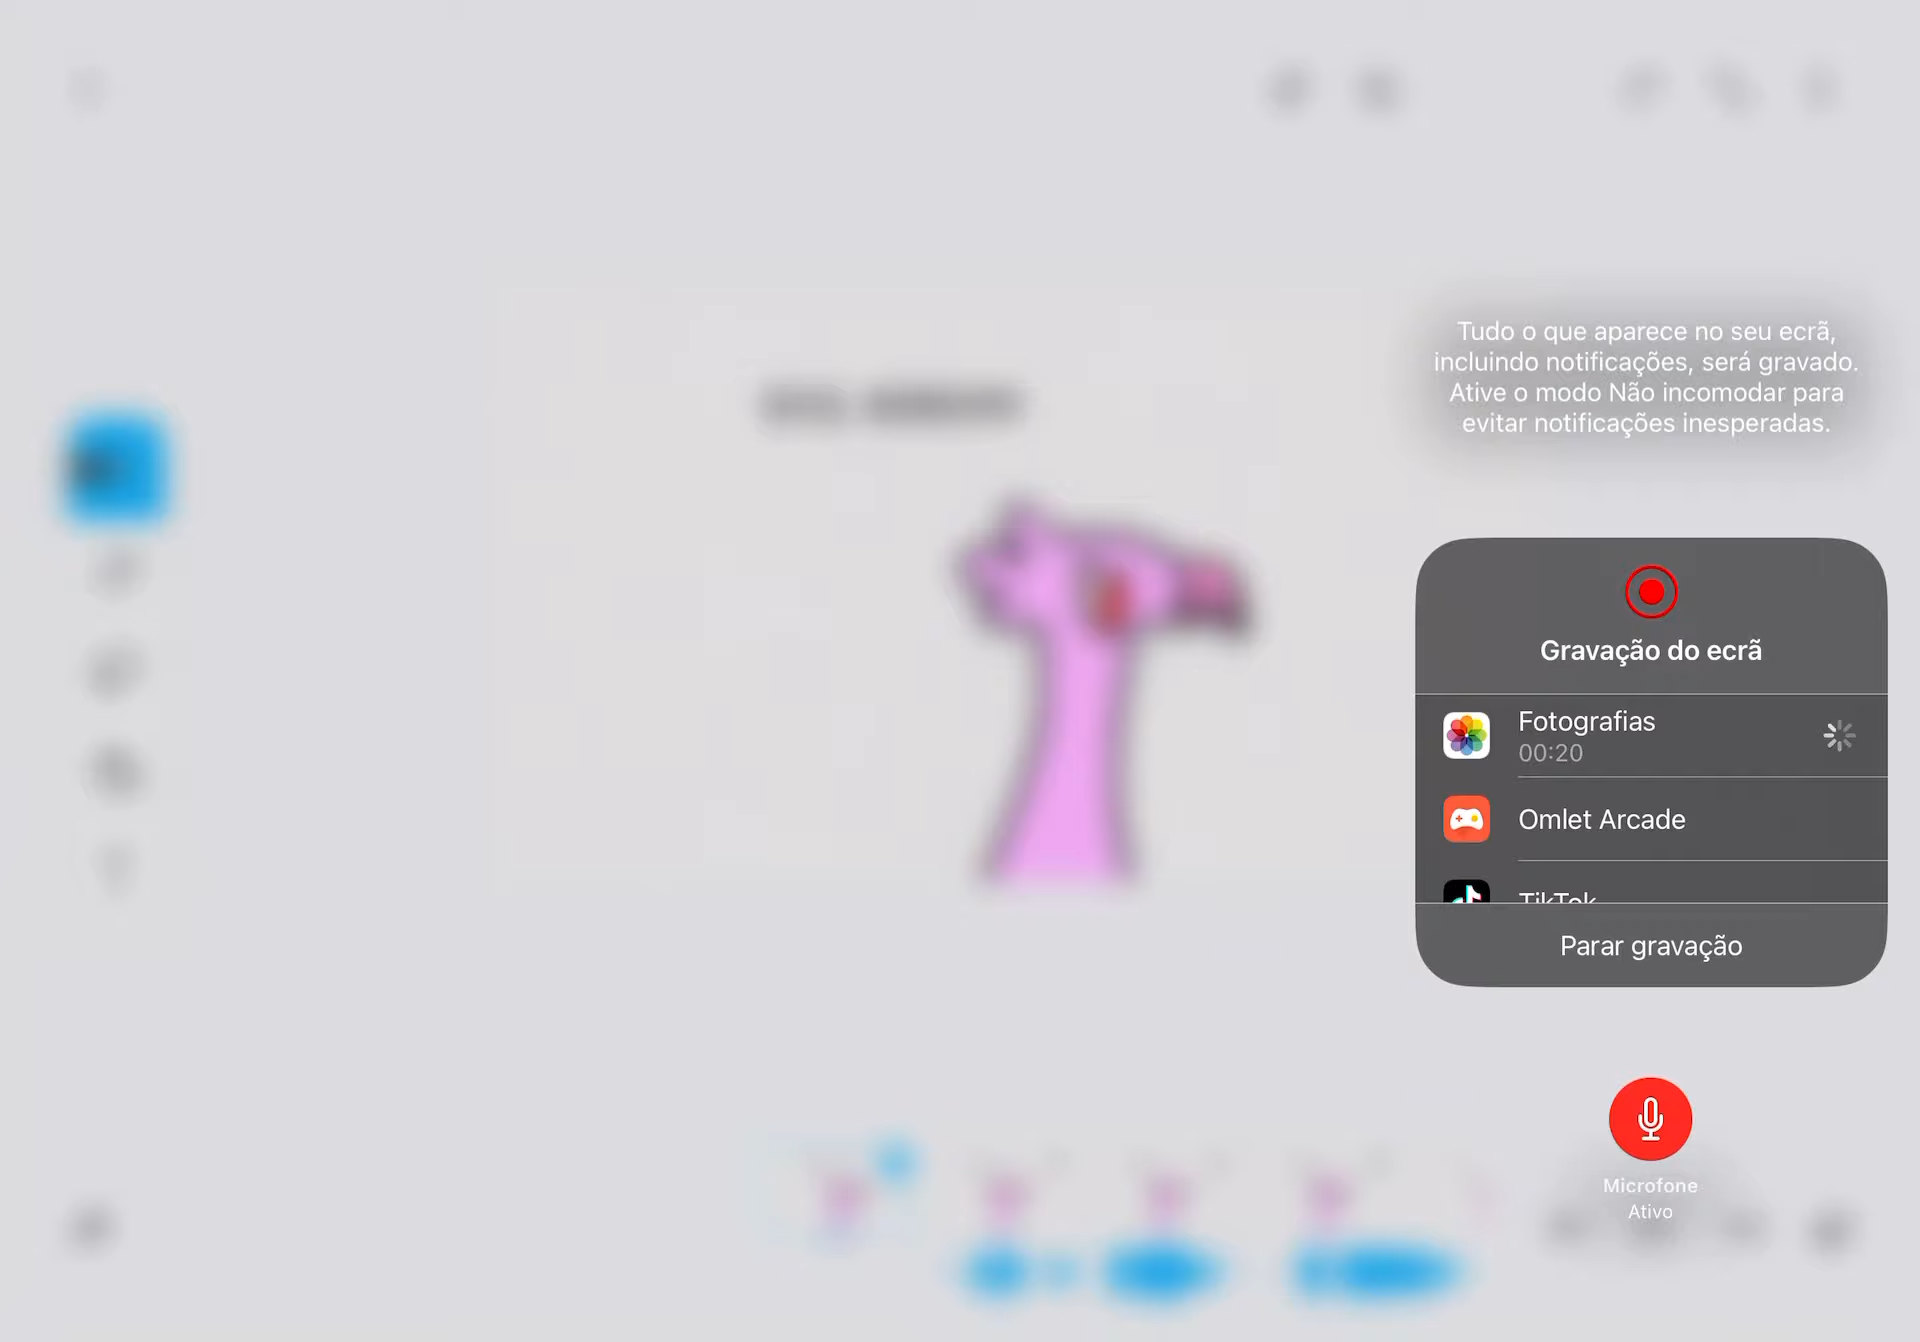 Tudo o que aparece no seu ecrã,
incluindo notificações, será gravado.
Ative o modo Não incomodar para
evitar notificações inesperadas.
Gravação do ecrã
Fotografias
00:20
Omlet Arcade
TikTok
Parar gravação
Microfone
Ativo